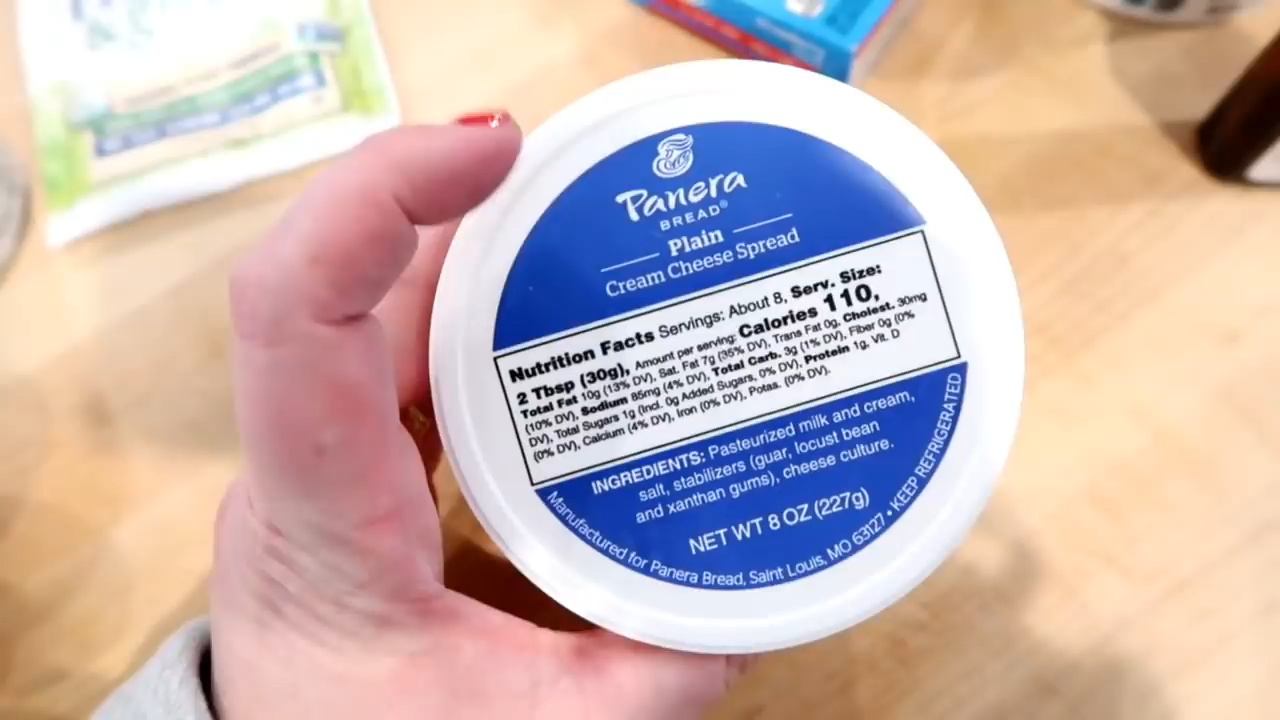 Panera
BREAD®
Plain
Cream Cheese Spread
Nutrition Facts Servings: About 8, Serv. Size:
2 Tbsp (30g), Amount per serving: Calories 110,
Total Fat 10g (13% DV), Sat. Fat 7g (35% DV), Trans Fat 0g, Cholest. 30mg
(10% DV), Sodium 85mg (4% DV), Total Carb. 3g (1% DV), Fiber 0g (0%
DV), Total Sugars 1g (Incl. 0g Added Sugars, 0% DV), Protein 1g, Vit. D
(0% DV), Calcium (4% DV), Iron (0% DV), Potas. (0% DV).
INGREDIENTS: Pasteurized milk and cream,
salt, stabilizers (guar, locust bean
and xanthan gums), cheese culture.
NET WT 8 OZ (227g)
Manufactured for Panera Bread, Saint Louis, MO 63127 • KEEP REFRIGERATED